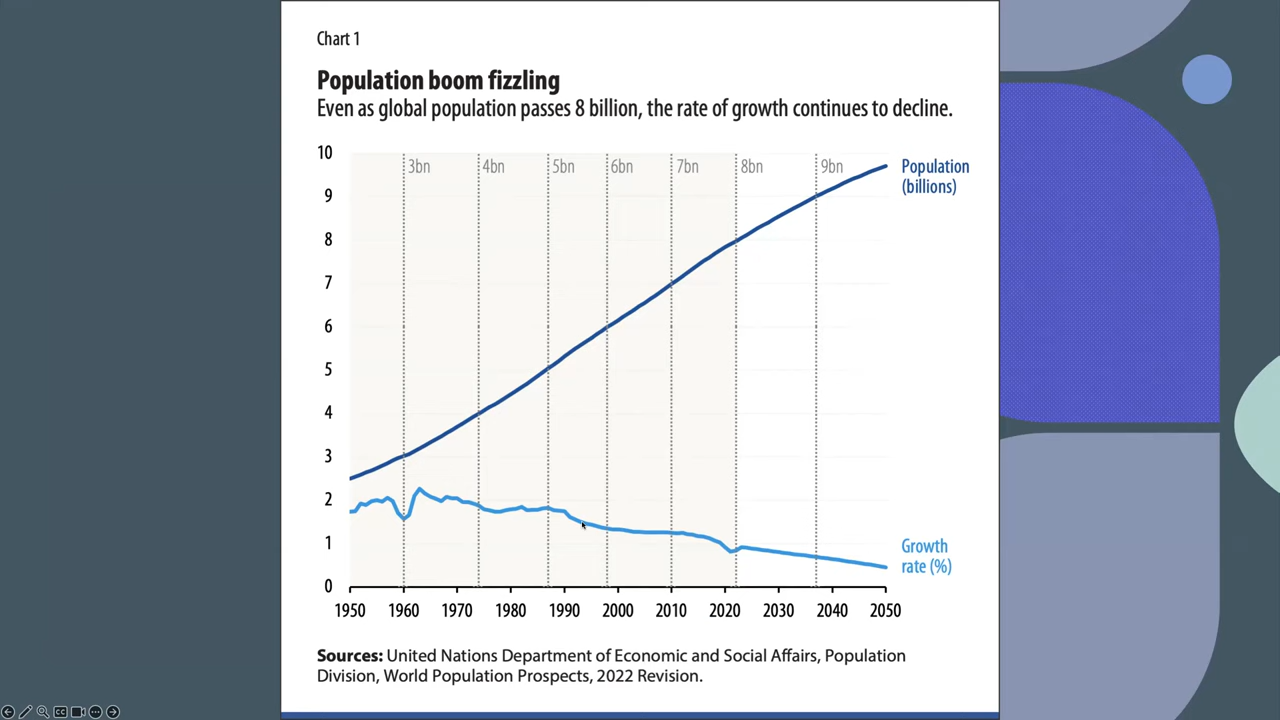 Chart 1
Population boom fizzling
Even as global population passes 8 billion, the rate of growth continues to decline.
10
9
8
7
6
5
4
3
2
1
0
3bn
4bn
5bn
6bn
7bn
8bn
9bn
Population
(billions)
Growth
rate (%)
1950
1960
1970
1980
1990
2000
2010
2020
2030
2040
2050
Sources: United Nations Department of Economic and Social Affairs, Population
Division, World Population Prospects, 2022 Revision.
CC